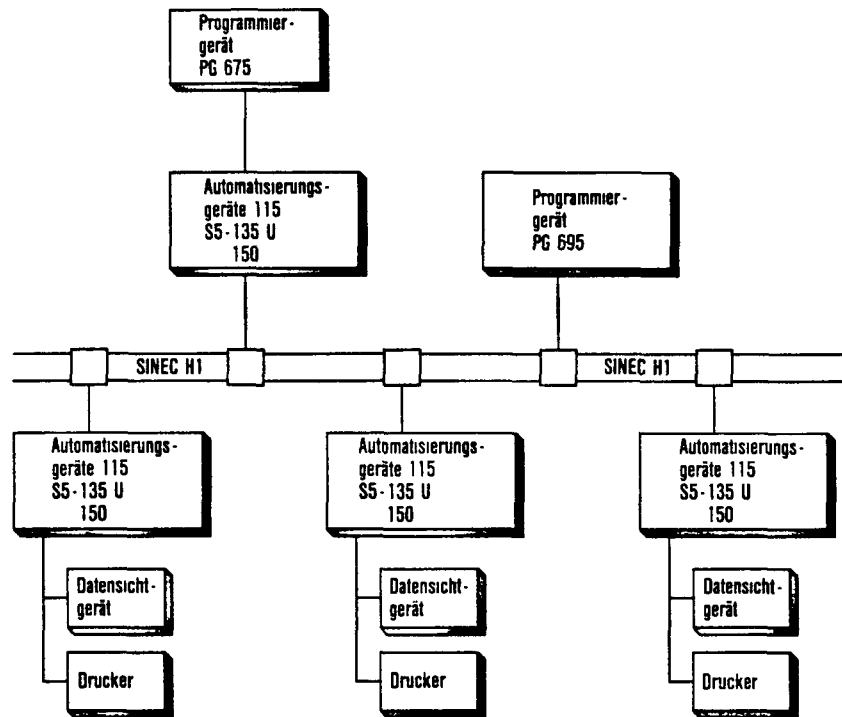 Programmier-
gerät
PG 675
Automatisierungs-
geräte 115
S5-135 U
150
Programmier-
gerät
PG 695
SINEC H1
SINEC H1
Automatisierungs-
geräte 115
S5-135 U
150
Automatisierungs-
geräte 115
S5-135 U
150
Automatisierungs-
geräte 115
S5-135 U
150
Datensicht-
gerät
Datensicht-
gerät
Datensicht-
gerät
Drucker
Drucker
Drucker